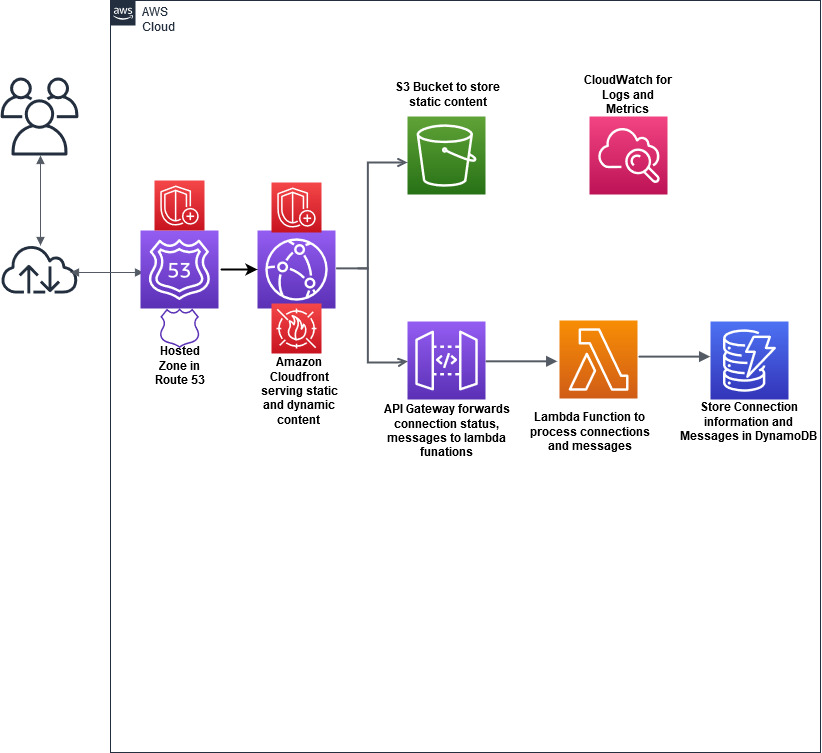 aws
AWS
Cloud
S3 Bucket to store
static content
CloudWatch for
Logs and
Metrics
53
Hosted
Zone in
Route 53
Amazon
Cloudfront
serving static
and dynamic
content
</>
API Gateway forwards
connection status,
messages to lambda
funations
Lambda Function to
process connections
and messages
Store Connection
information and
Messages in DynamoDB